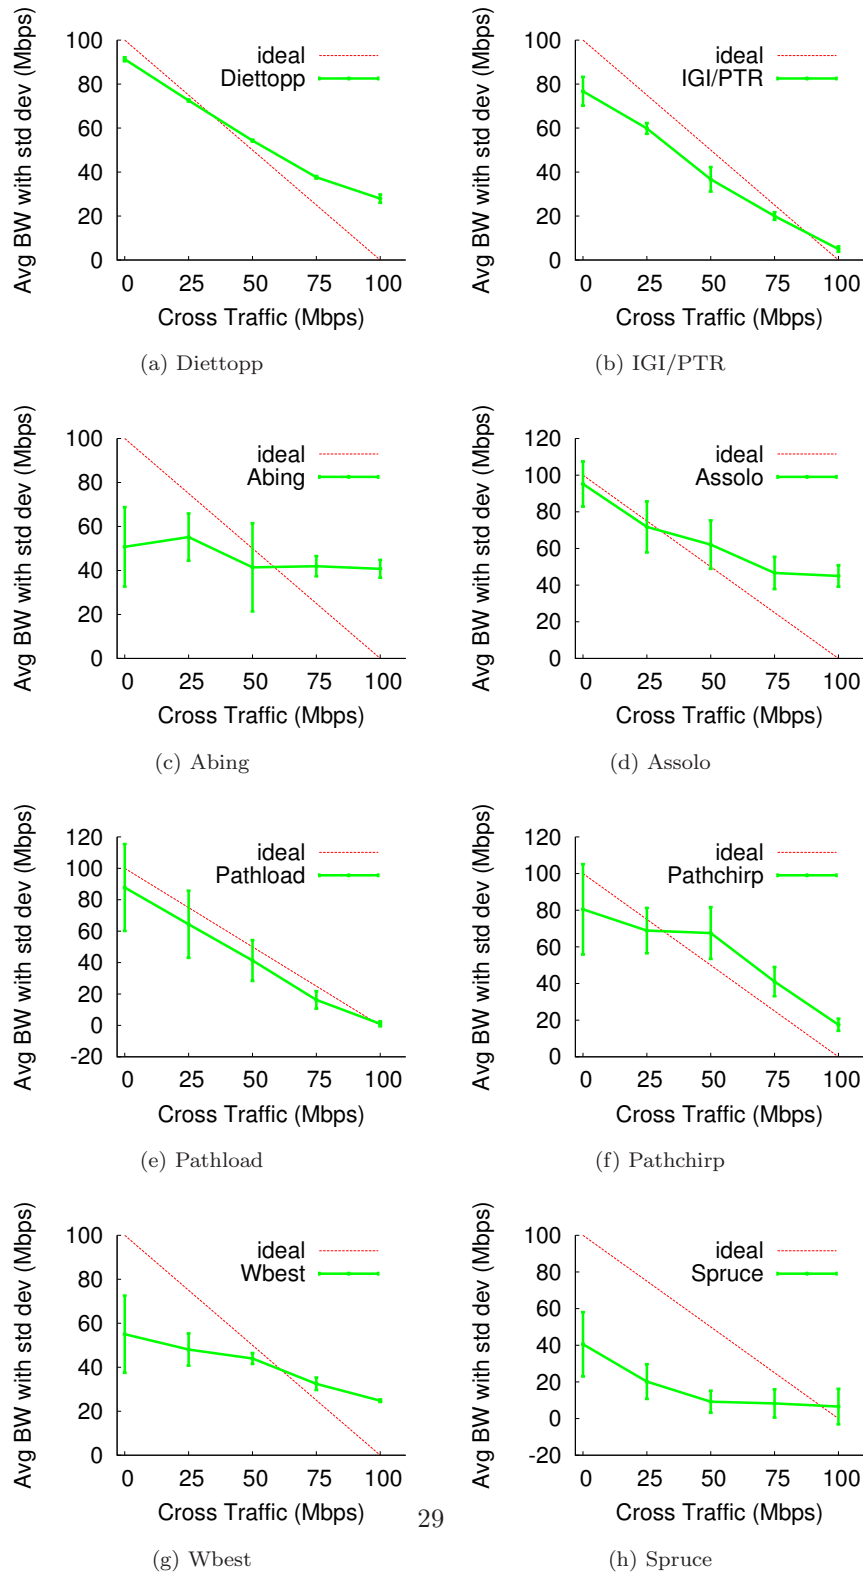 Avg BW with std dev (Mbps)
100
80
60
40
20
0
ideal
Diettopp
0 25 50 75 100
Cross Traffic (Mbps)
(a) Diettopp
Avg BW with std dev (Mbps)
100
80
60
40
20
0
ideal
IGI/PTR
0 25 50 75 100
Cross Traffic (Mbps)
(b) IGI/PTR
Avg BW with std dev (Mbps)
100
80
60
40
20
0
ideal
Abing
0 25 50 75 100
Cross Traffic (Mbps)
(c) Abing
Avg BW with std dev (Mbps)
120
100
80
60
40
20
0
ideal
Assolo
0 25 50 75 100
Cross Traffic (Mbps)
(d) Assolo
Avg BW with std dev (Mbps)
120
100
80
60
40
20
0
-20
ideal
Pathload
0 25 50 75 100
Cross Traffic (Mbps)
(e) Pathload
Avg BW with std dev (Mbps)
120
100
80
60
40
20
0
ideal
Pathchirp
0 25 50 75 100
Cross Traffic (Mbps)
(f) Pathchirp
Avg BW with std dev (Mbps)
100
80
60
40
20
0
ideal
Wbest
0 25 50 75 100
Cross Traffic (Mbps)
(g) Wbest
Avg BW with std dev (Mbps)
100
80
60
40
20
0
-20
ideal
Spruce
0 25 50 75 100
Cross Traffic (Mbps)
(h) Spruce
29